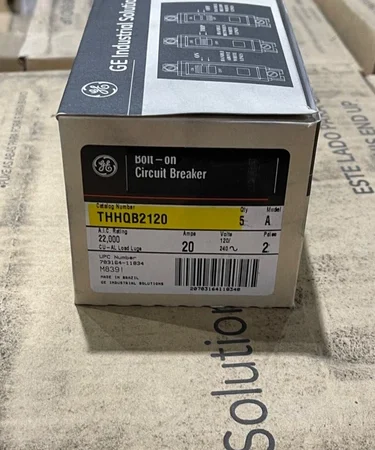 GE Industrial Solution
Bolt-on
Circuit Breaker
Catalog Number Qty Model
THHQB2120 5 A
A.I.C. Rating Amps Volts Poles
22,000 20 120/ 2
CU-AL Load Lugs 240~
UPC Number
783164-11834
M839!
MADE IN BRAZIL
GE INDUSTRIAL SOLUTIONS
ESTE LADO
END UP
Solution